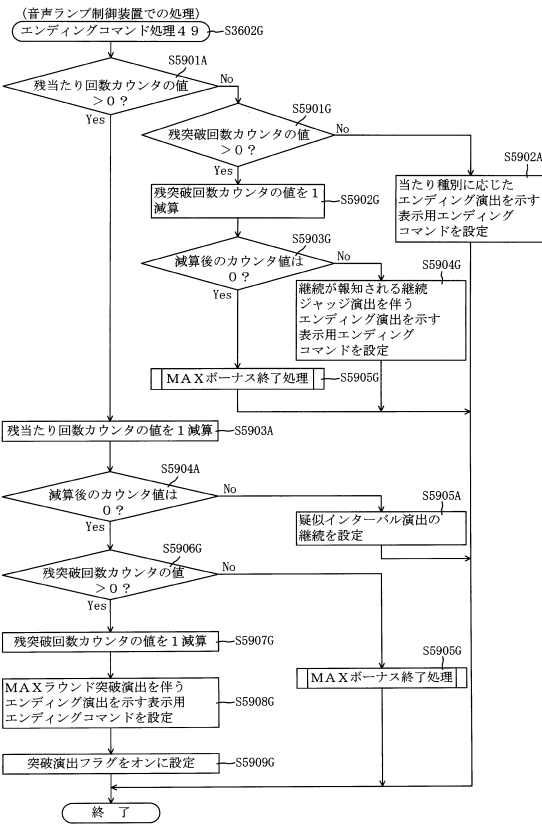 (音声ランプ制御装置での処理)
エンディングコマンド処理49
S3602G
S5901A
残当たり回数カウンタの値
>0?
No
Yes
S5901G
残突破回数カウンタの値
>0?
No
Yes
S5902A
当たり種別に応じた
エンディング演出を示す
表示用エンディング
コマンドを設定
残突破回数カウンタの値を1
減算
S5902G
S5903G
減算後のカウンタ値は
0?
No
Yes
S5904G
継続が報知される継続
ジャッジ演出を伴う
エンディング演出を示す
表示用エンディング
コマンドを設定
MAXボーナス終了処理
S5905G
残当たり回数カウンタの値を1減算
S5903A
S5904A
減算後のカウンタ値は
0?
No
Yes
S5905A
疑似インターバル演出の
継続を設定
S5906G
残突破回数カウンタの値
>0?
No
Yes
残突破回数カウンタの値を1減算
S5907G
S5905G
MAXボーナス終了処理
MAXラウンド突破演出を伴う
エンディング演出を示す表示用
エンディングコマンドを設定
S5908G
突破演出フラグをオンに設定
S5909G
終 了